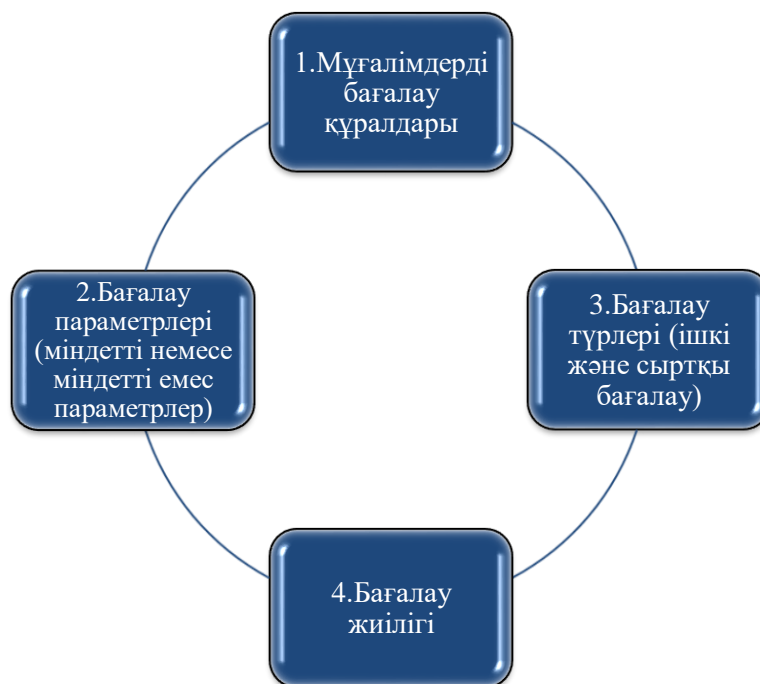 1.Мұғалімдерді
бағалау
құралдары
2.Бағалау
параметрлері
(міндетті немесе
міндетті емес
параметрлер)
3.Бағалау
түрлері (ішкі
және сыртқы
бағалау)
4.Бағалау
жиілігі